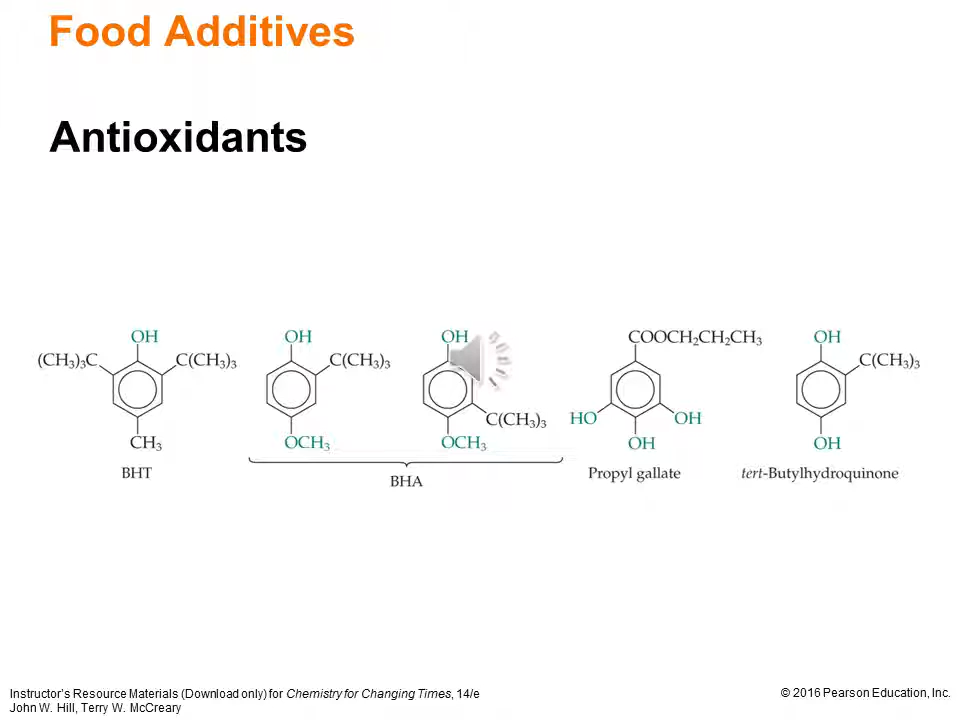 Food Additives
Antioxidants
OH OH OH COOCH₂CH₂CH₃ OH
(CH₃)₃C C(CH₃)₃ C(CH₃)₃ C(CH₃)₃
C(CH₃)₃ HO OH
CH₃ OCH₃ OCH₃ OH OH
BHT BHA Propyl gallate tert-Butylhydroquinone
Instructor's Resource Materials (Download only) for Chemistry for Changing Times, 14/e
John W. Hill, Terry W. McCreary
© 2016 Pearson Education, Inc.